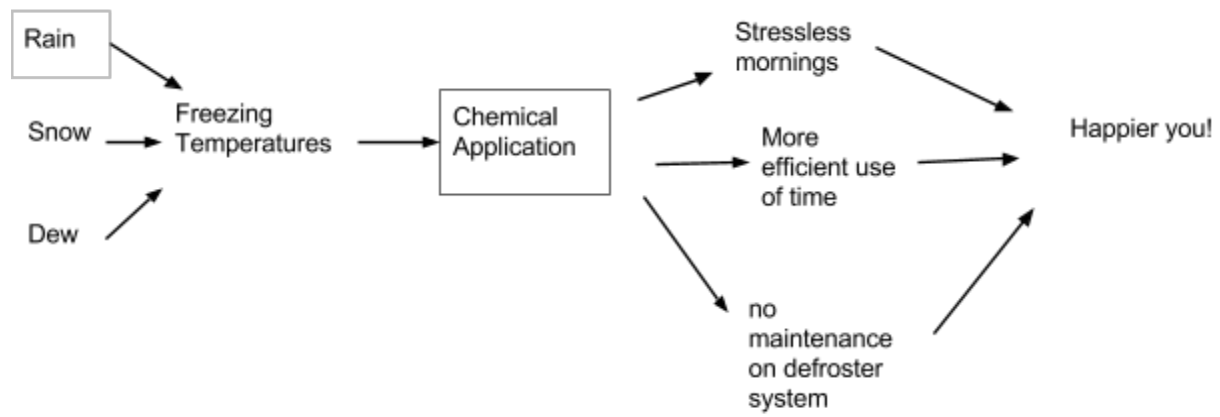 Rain
Snow
Dew
Freezing
Temperatures
Chemical
Application
Stressless
mornings
More
efficient use
of time
no
maintenance
on defroster
system
Happier you!